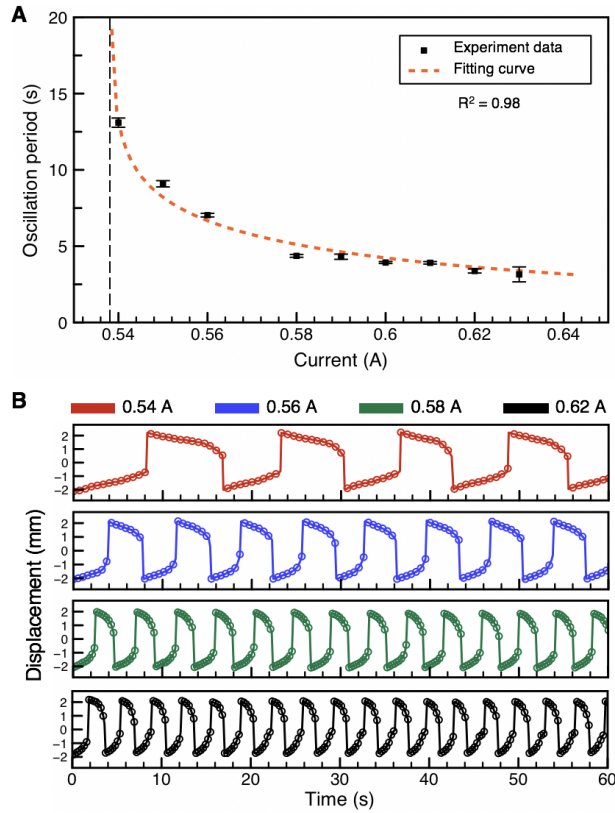 A
20
15
10
5
0
Oscillation period (s)
Experiment data
Fitting curve
R² = 0.98
0.54 0.56 0.58 0.6 0.62 0.64
Current (A)
B
0.54 A 0.56 A 0.58 A 0.62 A
Displacement (mm)
2
1
0
−1
−2
2
1
0
−1
−2
2
1
0
−1
−2
2
1
0
−1
−2
0 10 20 30 40 50 60
Time (s)